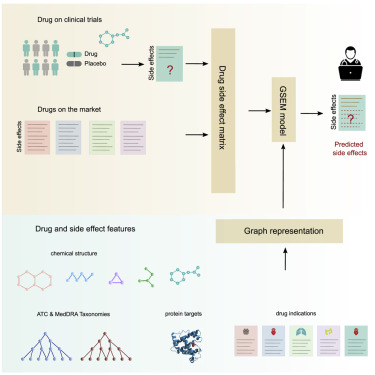 Drug on clinical trials
Drug
Placebo
Side effects
?
Drugs on the market
Side effects
Drug side effect matrix
GSEM model
Side effects
?
Predicted
side effects
Drug and side effect features
Graph representation
chemical structure
ATC & MedDRA Taxonomies
protein targets
drug indications